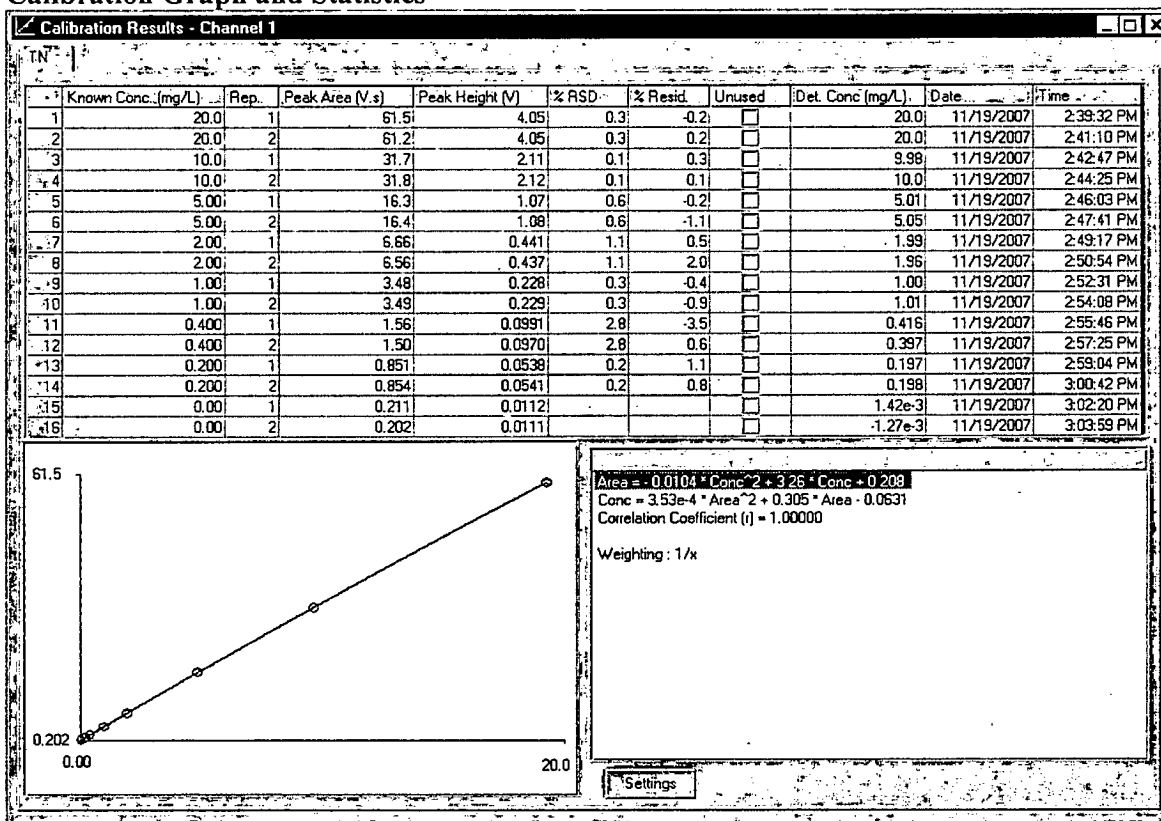 Calibration Graph and Statistics
Calibration Results - Channel 1
TN
Known Conc. (mg/L) Rep. Peak Area (V.s) Peak Height (V) % RSD % Resid. Unused Det. Conc (mg/L) Date Time
1 20.0 1 61.5 4.05 0.3 -0.2 20.0 11/19/2007 2:39:32 PM
2 20.0 2 61.2 4.05 0.3 0.2 20.0 11/19/2007 2:41:10 PM
3 10.0 1 31.7 2.11 0.1 0.3 9.98 11/19/2007 2:42:47 PM
4 10.0 2 31.8 2.12 0.1 0.1 10.0 11/19/2007 2:44:25 PM
5 5.00 1 16.3 1.07 0.6 -0.2 5.01 11/19/2007 2:46:03 PM
6 5.00 2 16.4 1.08 0.6 -1.1 5.05 11/19/2007 2:47:41 PM
7 2.00 1 6.66 0.441 1.1 0.5 1.99 11/19/2007 2:49:17 PM
8 2.00 2 6.56 0.437 1.1 2.0 1.96 11/19/2007 2:50:54 PM
9 1.00 1 3.48 0.228 0.3 -0.4 1.00 11/19/2007 2:52:31 PM
10 1.00 2 3.49 0.229 0.3 -0.9 1.01 11/19/2007 2:54:08 PM
11 0.400 1 1.56 0.0991 2.8 -3.5 0.416 11/19/2007 2:55:46 PM
12 0.400 2 1.50 0.0970 2.8 0.6 0.397 11/19/2007 2:57:25 PM
13 0.200 1 0.851 0.0538 0.2 1.1 0.197 11/19/2007 2:59:04 PM
14 0.200 2 0.854 0.0541 0.2 0.8 0.198 11/19/2007 3:00:42 PM
15 0.00 1 0.211 0.0112 1.42e-3 11/19/2007 3:02:20 PM
16 0.00 2 0.202 0.0111 -1.27e-3 11/19/2007 3:03:59 PM
61.5
0.202
0.00
20.0
Area = - 0.0104 * Conc^2 + 3.26 * Conc + 0.208
Conc = 3.53e-4 * Area^2 + 0.305 * Area - 0.0631
Correlation Coefficient (r) = 1.00000
Weighting : 1/x
Settings